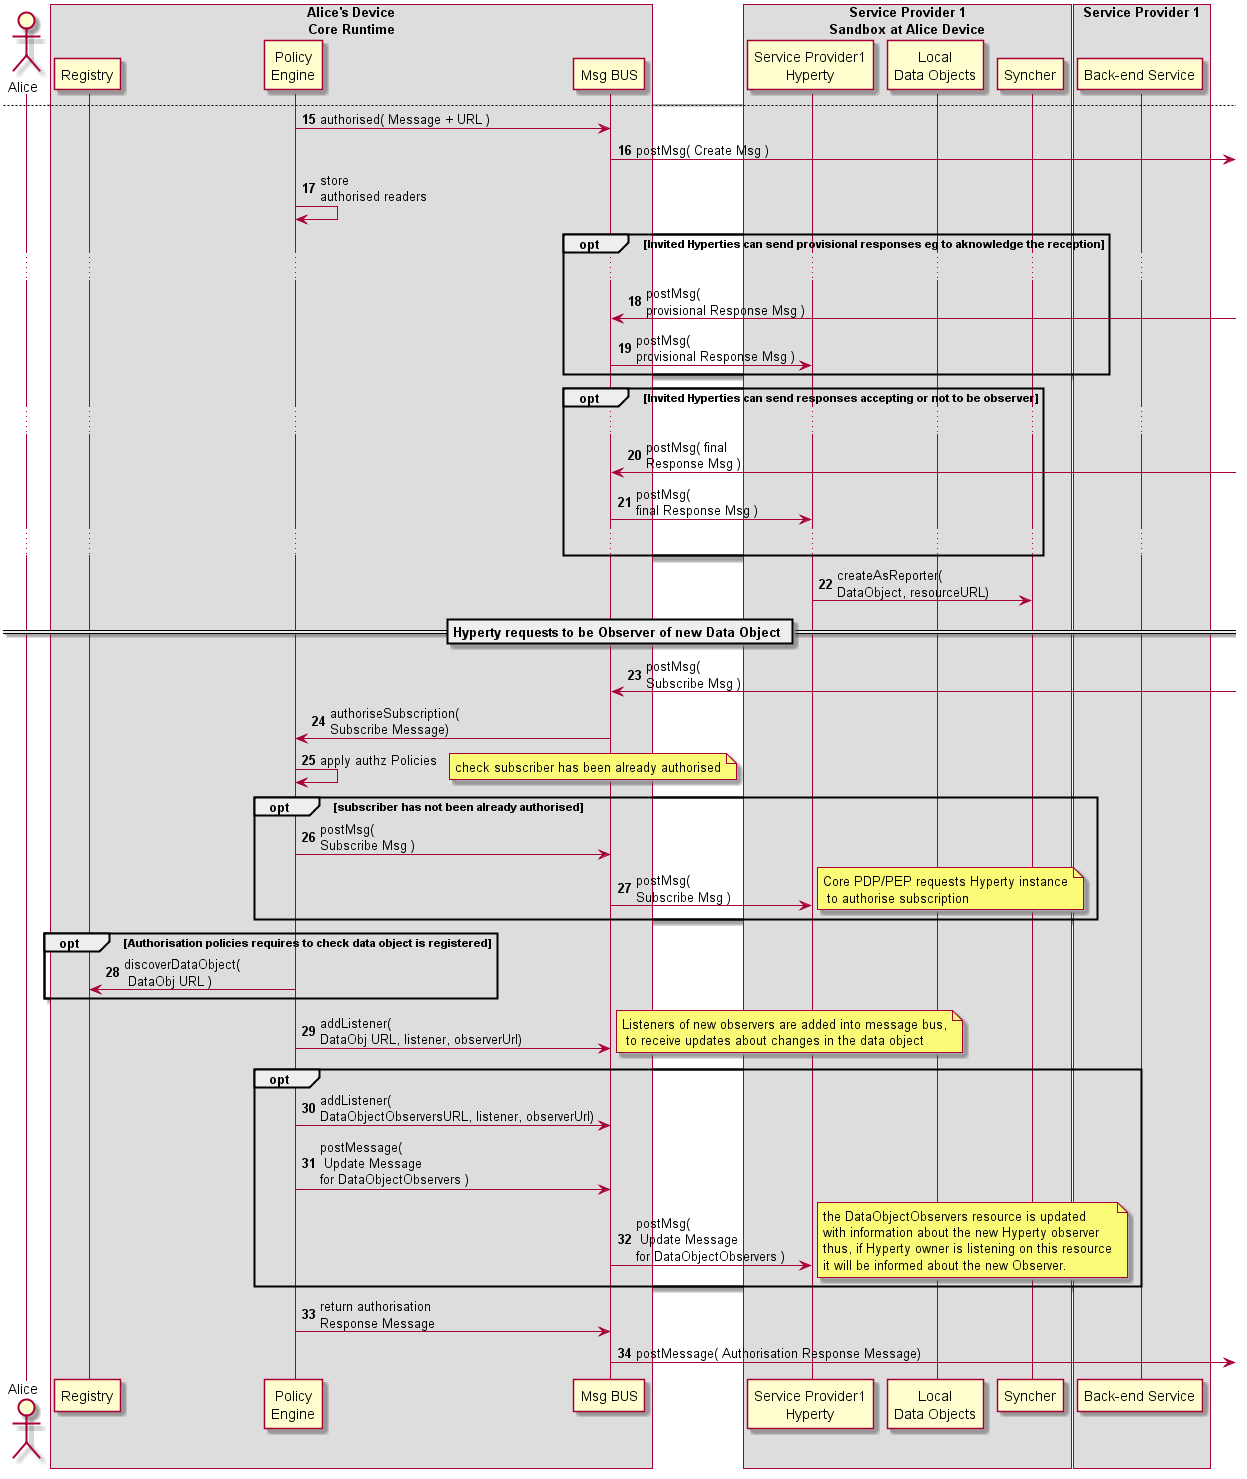 Alice's Device
Core Runtime
Service Provider 1
Sandbox at Alice Device
Service Provider 1
Alice
Registry
Policy
Engine
Msg BUS
Service Provider1
Hyperty
Local
Data Objects
Syncher
Back-end Service
15 authorised( Message + URL )
16 postMsg( Create Msg )
17 store
authorised readers
opt [Invited Hyperties can send provisional responses eg to aknowledge the reception]
18 postMsg(
provisional Response Msg )
19 postMsg(
provisional Response Msg )
opt [Invited Hyperties can send responses accepting or not to be observer]
20 postMsg( final
Response Msg )
21 postMsg(
final Response Msg )
22 createAsReporter(
DataObject, resourceURL)
Hyperty requests to be Observer of new Data Object
23 postMsg(
Subscribe Msg )
24 authoriseSubscription(
Subscribe Message)
25 apply authz Policies
check subscriber has been already authorised
opt [subscriber has not been already authorised]
26 postMsg(
Subscribe Msg )
27 postMsg(
Subscribe Msg )
Core PDP/PEP requests Hyperty instance
to authorise subscription
opt [Authorisation policies requires to check data object is registered]
28 discoverDataObject(
DataObj URL )
29 addListener(
DataObj URL, listener, observerUrl)
Listeners of new observers are added into message bus,
to receive updates about changes in the data object
opt
30 addListener(
DataObjectObserversURL, listener, observerUrl)
31 postMessage(
Update Message
for DataObjectObservers )
32 postMsg(
Update Message
for DataObjectObservers )
the DataObjectObservers resource is updated
with information about the new Hyperty observer
thus, if Hyperty owner is listening on this resource
it will be informed about the new Observer.
33 return authorisation
Response Message
34 postMessage( Authorisation Response Message)
Alice
Registry
Policy
Engine
Msg BUS
Service Provider1
Hyperty
Local
Data Objects
Syncher
Back-end Service